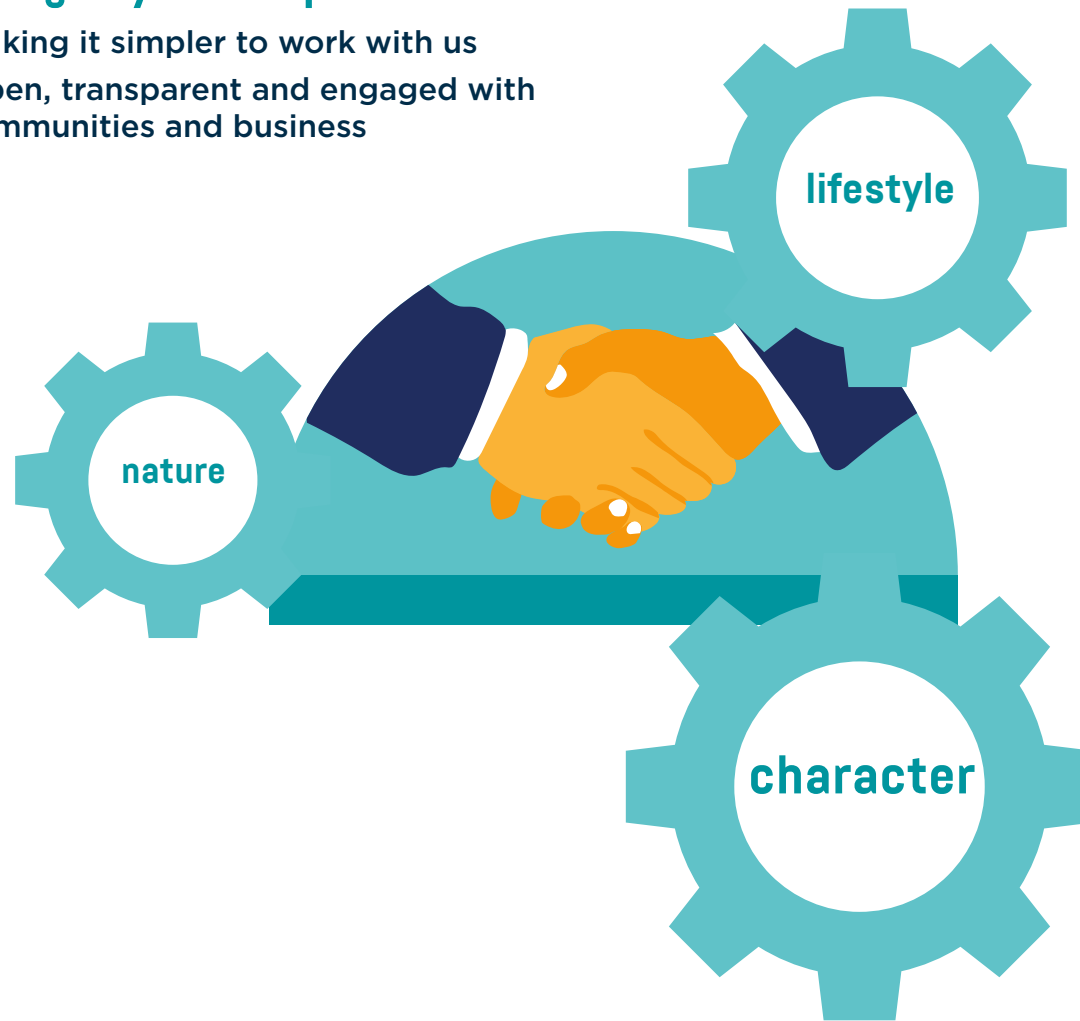 king it simpler to work with us
pen, transparent and engaged with
mmunities and business
lifestyle
nature
character